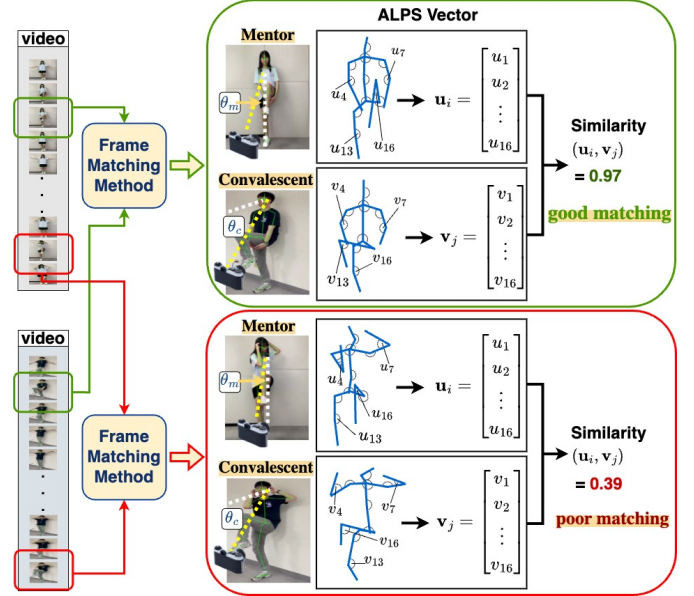 video
ALPS Vector
Mentor
θm
u7
u4
u16
u13
ui =
u1
u2
⋮
u16
Frame
Matching
Method
Similarity
(ui, vj)
= 0.97
good matching
Convalescent
θc
v4
v7
v16
v13
vj =
v1
v2
⋮
v16
video
Mentor
θm
u4
u7
u16
u13
ui =
u1
u2
⋮
u16
Frame
Matching
Method
Similarity
(ui, vj)
= 0.39
poor matching
Convalescent
θc
v4
v7
v16
v13
vj =
v1
v2
⋮
v16